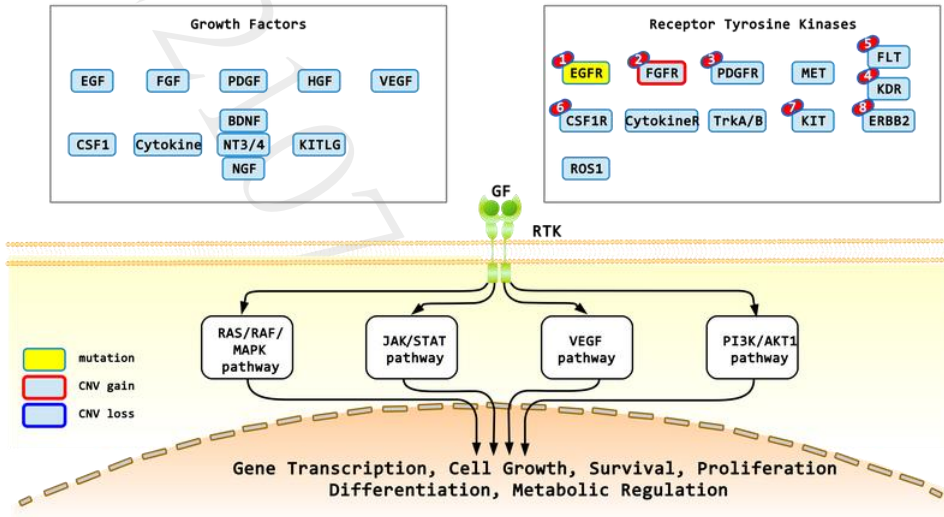 Growth Factors
EGF
FGF
PDGF
HGF
VEGF
BDNF
CSF1
Cytokine
NT3/4
KITLG
NGF
Receptor Tyrosine Kinases
1
EGFR
2
FGFR
3
PDGFR
MET
5
FLT
4
KDR
6
CSF1R
CytokineR
TrkA/B
7
KIT
8
ERBB2
ROS1
GF
RTK
RAS/RAF/
MAPK
pathway
JAK/STAT
pathway
VEGF
pathway
PI3K/AKT1
pathway
mutation
CNV gain
CNV loss
Gene Transcription, Cell Growth, Survival, Proliferation
Differentiation, Metabolic Regulation